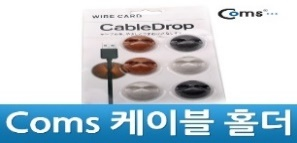 Coms
WIRE CARD
CableDrop
Coms 케이블 홀더